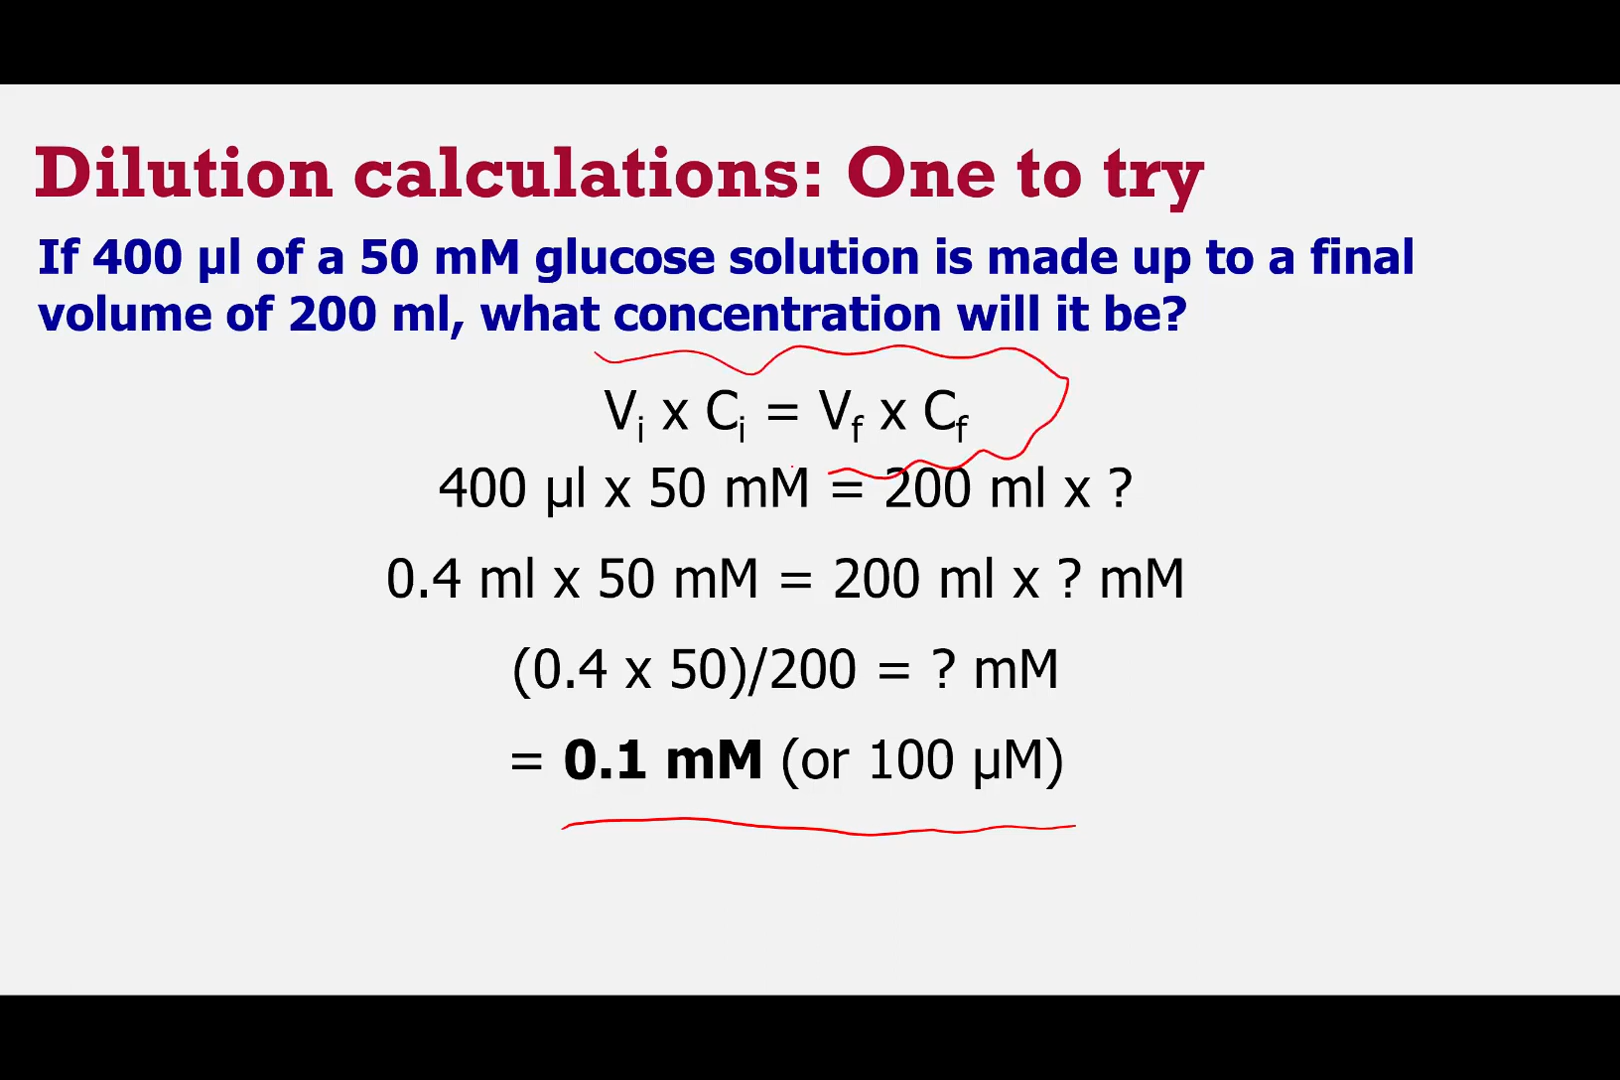 Dilution calculations: One to try
If 400 µl of a 50 mM glucose solution is made up to a final
volume of 200 ml, what concentration will it be?
Vi x Ci = Vf x Cf
400 µl x 50 mM = 200 ml x ?
0.4 ml x 50 mM = 200 ml x ? mM
(0.4 x 50)/200 = ? mM
= 0.1 mM (or 100 µM)